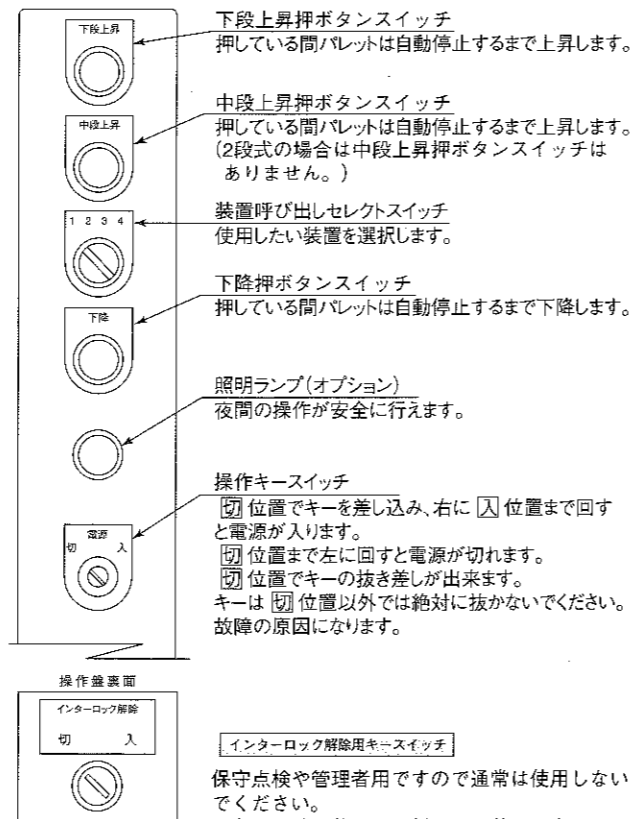 下段上昇
下段上昇押ボタンスイッチ
押している間パレットは自動停止するまで上昇します。
中段上昇
中段上昇押ボタンスイッチ
押している間パレットは自動停止するまで上昇します。
(2段式の場合は中段上昇押ボタンスイッチは
ありません。)
1 2 3 4
装置呼び出しセレクトスイッチ
使用したい装置を選択します。
下降
下降押ボタンスイッチ
押している間パレットは自動停止するまで下降します。
照明ランプ(オプション)
夜間の操作が安全に行えます。
電源
切 入
操作キースイッチ
切 位置でキーを差し込み、右に 入 位置まで回す
と電源が入ります。
切 位置まで左に回すと電源が切れます。
切 位置でキーの抜き差しが出来ます。
キーは 切 位置以外では絶対に抜かないでください。
故障の原因になります。
操作盤裏面
インターロック解除
切 入
インターロック解除用キースイッチ
保守点検や管理者用ですので通常は使用しない
でください。